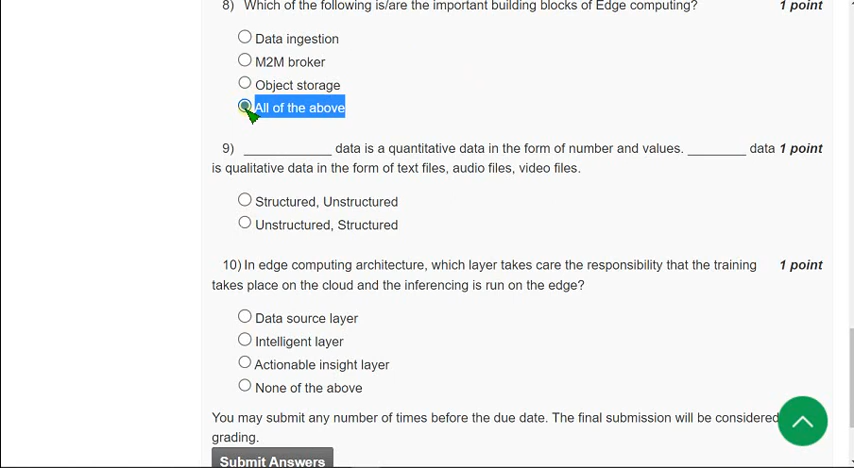 8) Which of the following is/are the important building blocks of Edge computing? 1 point
Data ingestion
M2M broker
Object storage
All of the above
9) ____________ data is a quantitative data in the form of number and values. ________ data 1 point
is qualitative data in the form of text files, audio files, video files.
Structured, Unstructured
Unstructured, Structured
10) In edge computing architecture, which layer takes care the responsibility that the training 1 point
takes place on the cloud and the inferencing is run on the edge?
Data source layer
Intelligent layer
Actionable insight layer
None of the above
You may submit any number of times before the due date. The final submission will be considered
grading.
Submit Answers